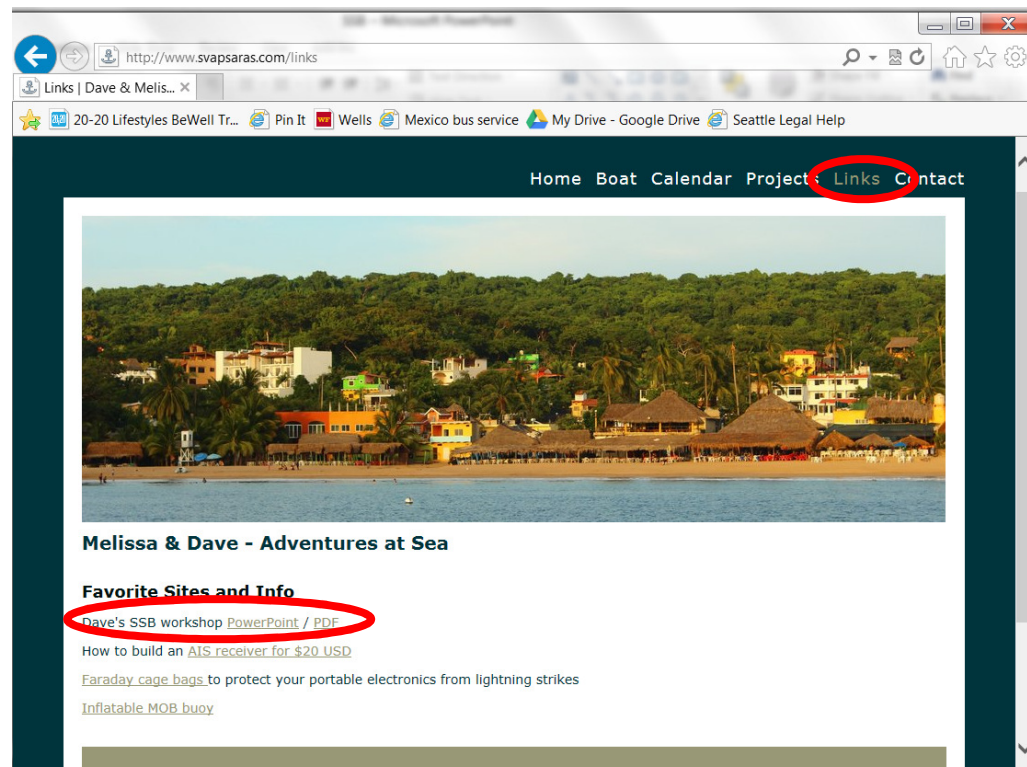 SSB - Microsoft PowerPoint
http://www.svapsaras.com/links
Links | Dave & Melis...
20-20 Lifestyles BeWell Tr... Pin It Wells Mexico bus service My Drive - Google Drive Seattle Legal Help
Home Boat Calendar Projects Links Contact
Melissa & Dave - Adventures at Sea
Favorite Sites and Info
Dave's SSB workshop PowerPoint / PDF
How to build an AIS receiver for $20 USD
Faraday cage bags to protect your portable electronics from lightning strikes
Inflatable MOB buoy